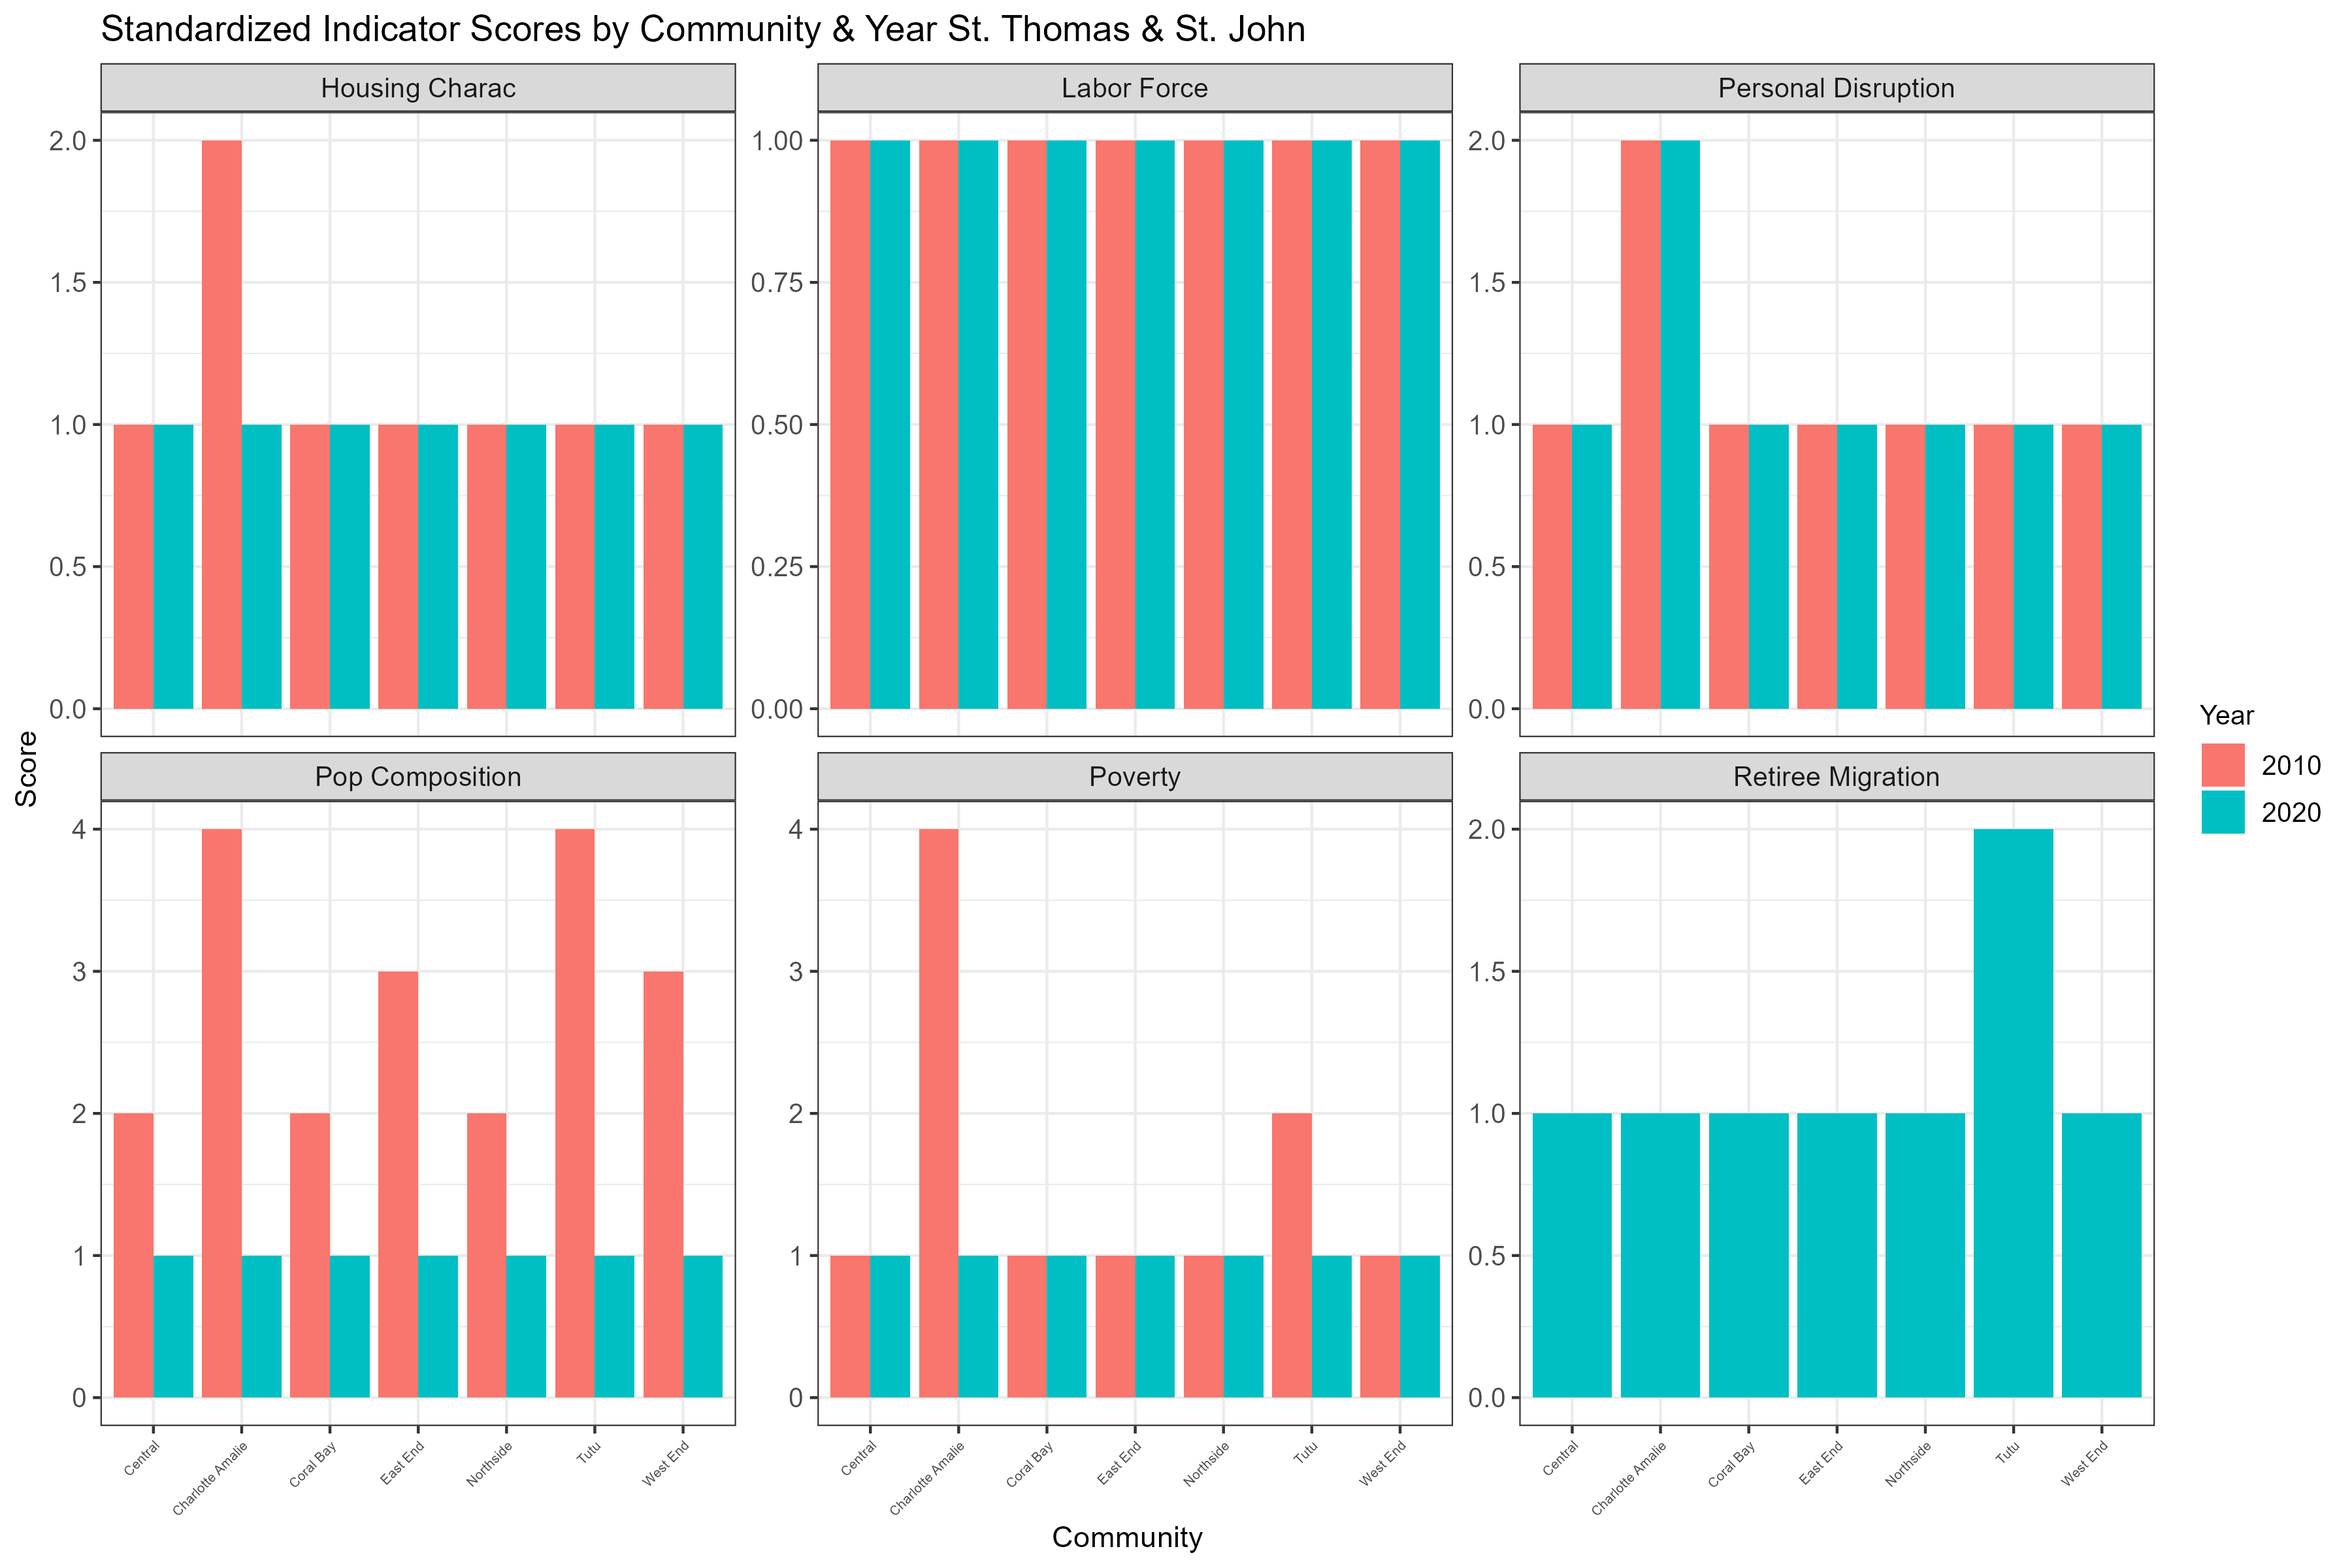 Standardized Indicator Scores by Community & Year St. Thomas & St. John
Housing Charac
Labor Force
Personal Disruption
2.0
1.5
1.0
0.5
0.0
1.00
0.75
0.50
0.25
0.00
2.0
1.5
1.0
0.5
0.0
Score
Pop Composition
Poverty
Retiree Migration
4
3
2
1
0
4
3
2
1
0
2.0
1.5
1.0
0.5
0.0
Central
Charlotte Amalie
Coral Bay
East End
Northside
Tutu
West End
Central
Charlotte Amalie
Coral Bay
East End
Northside
Tutu
West End
Central
Charlotte Amalie
Coral Bay
East End
Northside
Tutu
West End
Community
Year
2010
2020